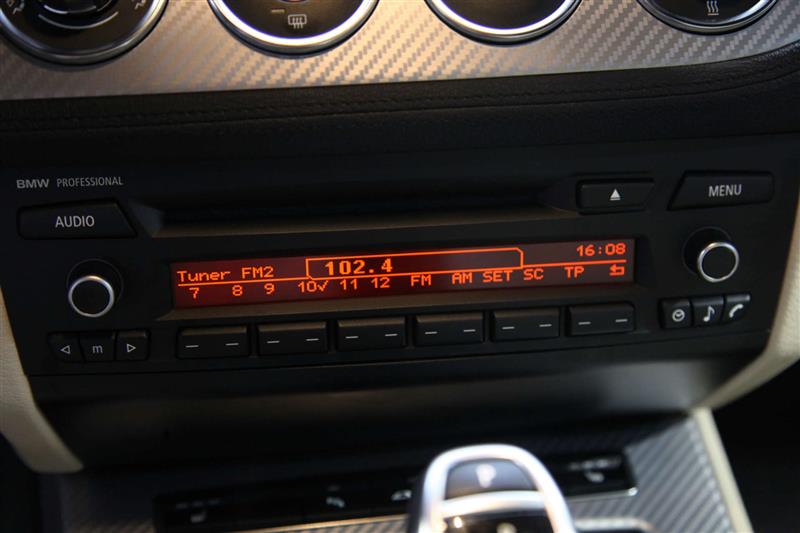 BMW PROFESSIONAL
AUDIO
MENU
Tuner FM2 102.4 16:08
7 8 9 10✓ 11 12 FM AM SET SC TP
m
P